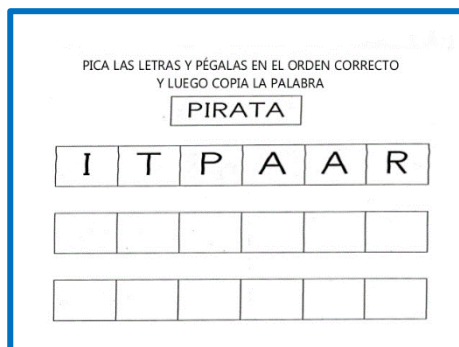 PICA LAS LETRAS Y PÉGALAS EN EL ORDEN CORRECTO
Y LUEGO COPIA LA PALABRA
PIRATA
I T P A A R